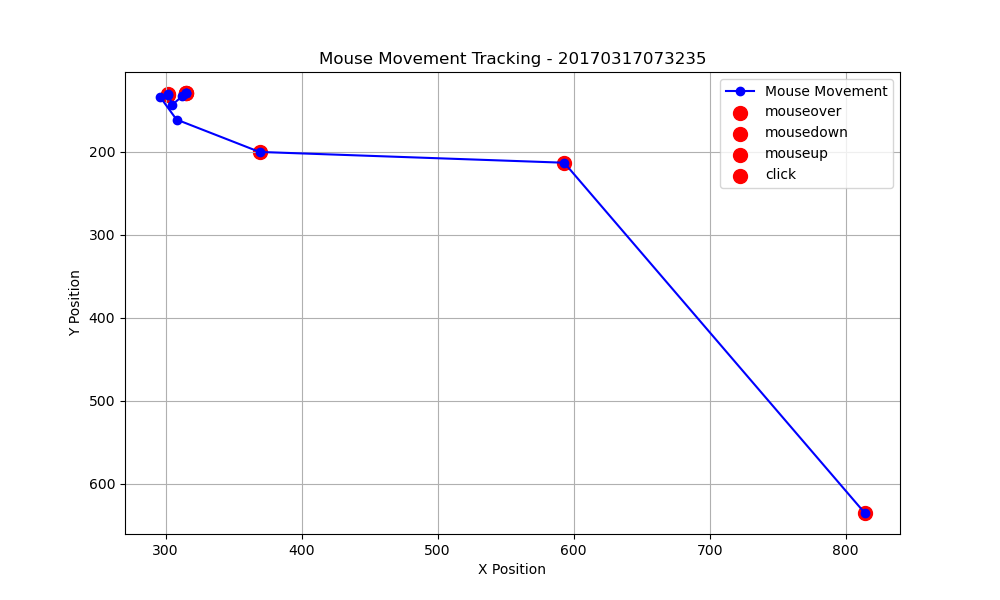 Mouse Movement Tracking - 20170317073235
Mouse Movement
mouseover
mousedown
mouseup
click
Y Position
200
300
400
500
600
300
400
500
600
700
800
X Position